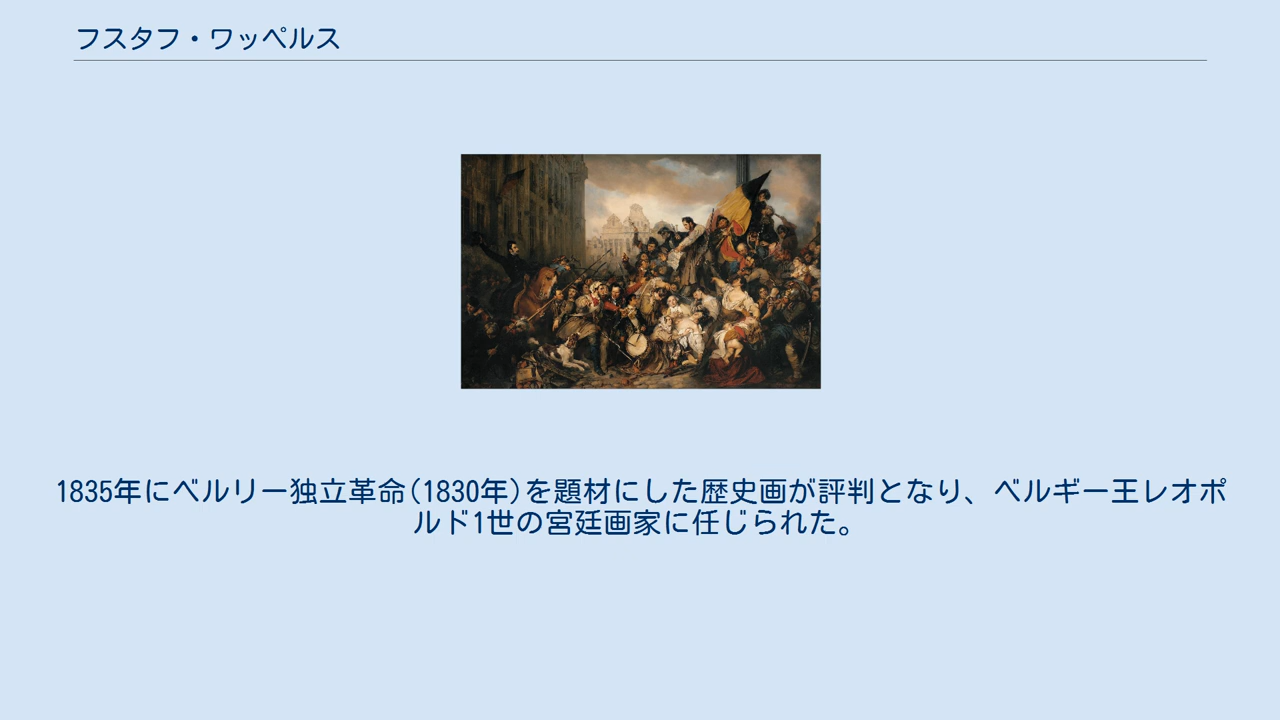 フスタフ・ワッペルス
1835年にベルリー独立革命(1830年)を題材にした歴史画が評判となり、ベルギー王レオポ
ルド1世の宮廷画家に任じられた。